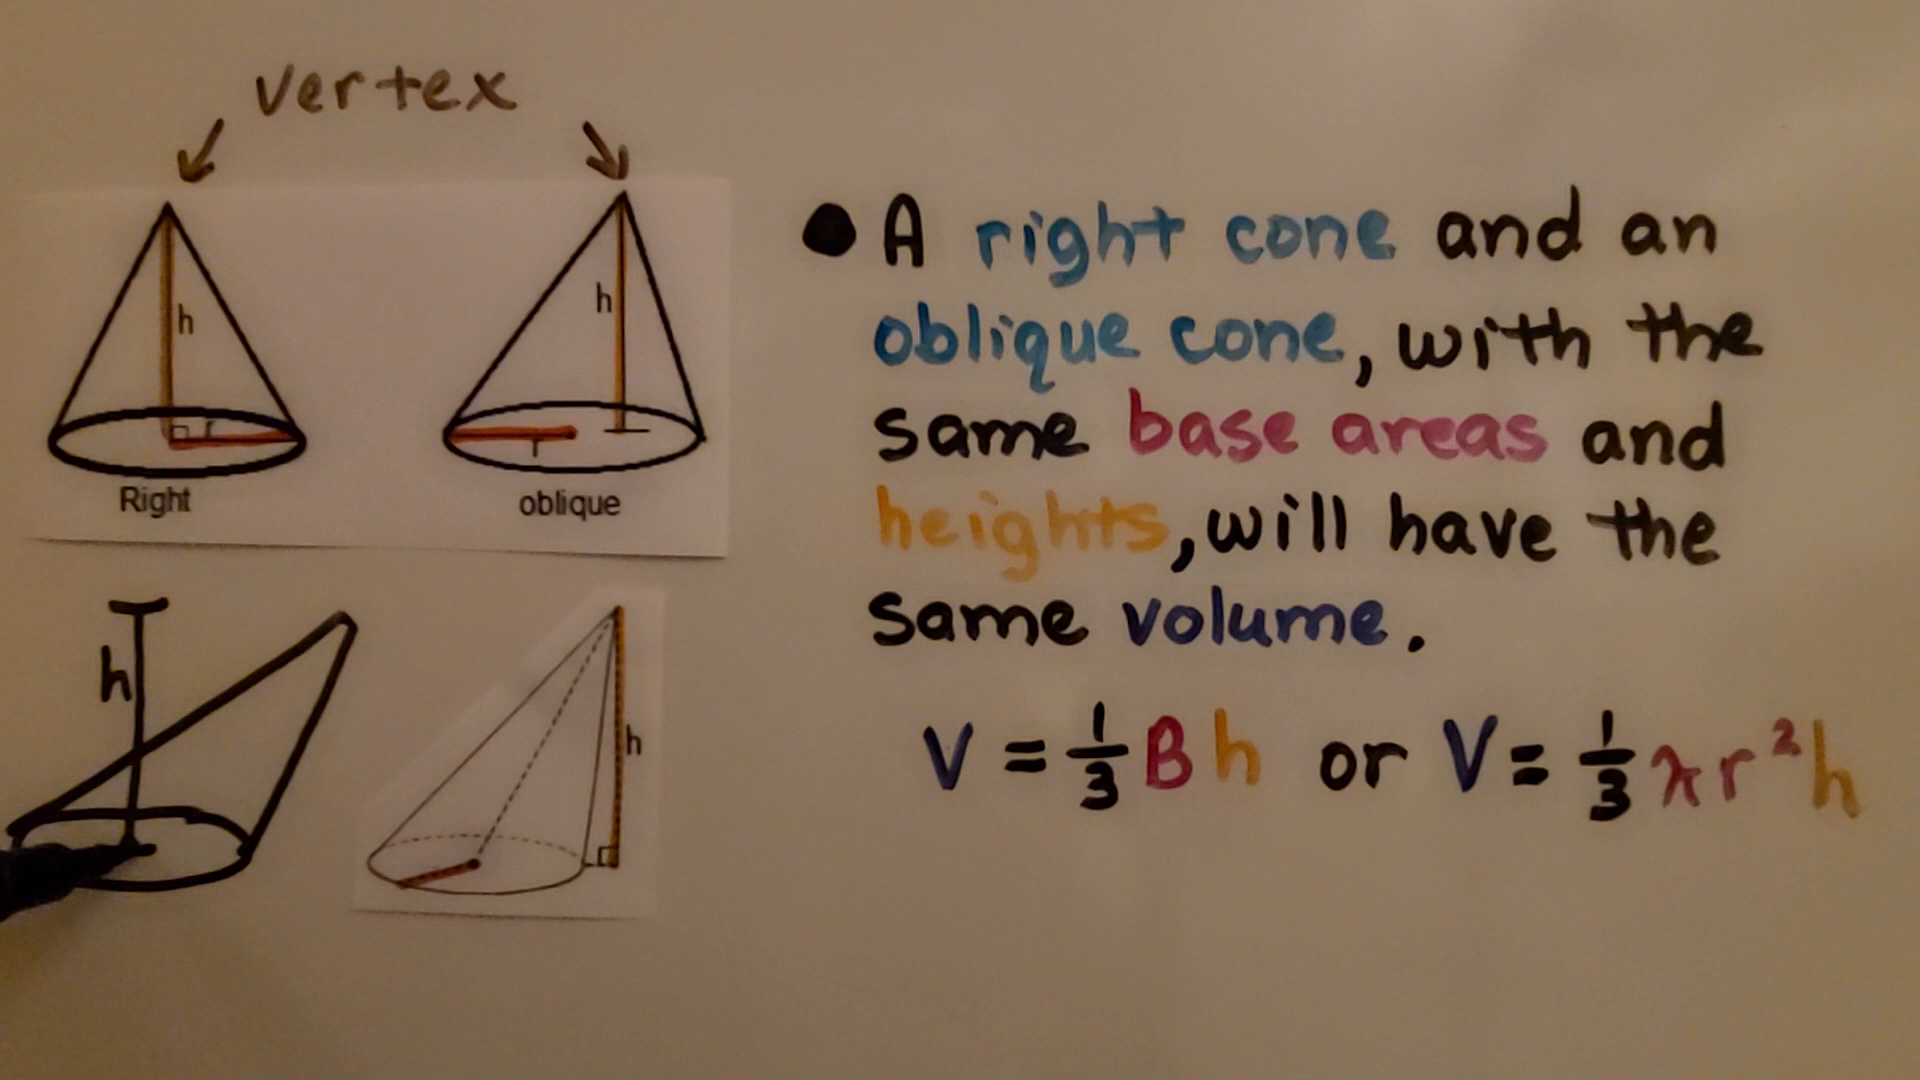 vertex
h
h
r
r
Right
oblique
h
h
● A right cone and an
oblique cone, with the
same base areas and
heights, will have the
same volume.
V = 1/3 B h or V = 1/3 πr²h